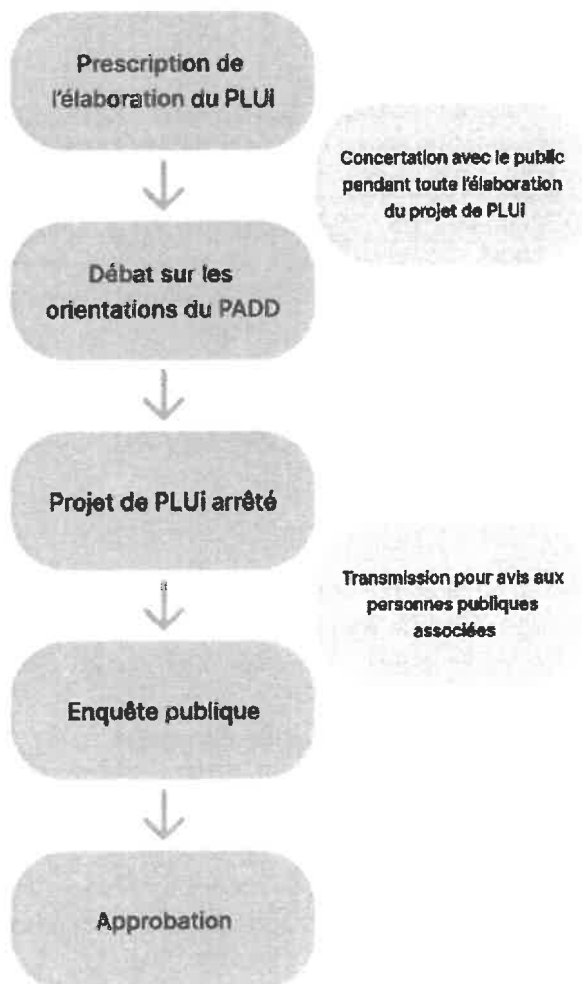 Prescription de
l'élaboration du PLUi
Concertation avec le public
pendant toute l'élaboration
du projet de PLUi
Débat sur les
orientations du PADD
Projet de PLUi arrêté
Transmission pour avis aux
personnes publiques
associées
Enquête publique
Approbation